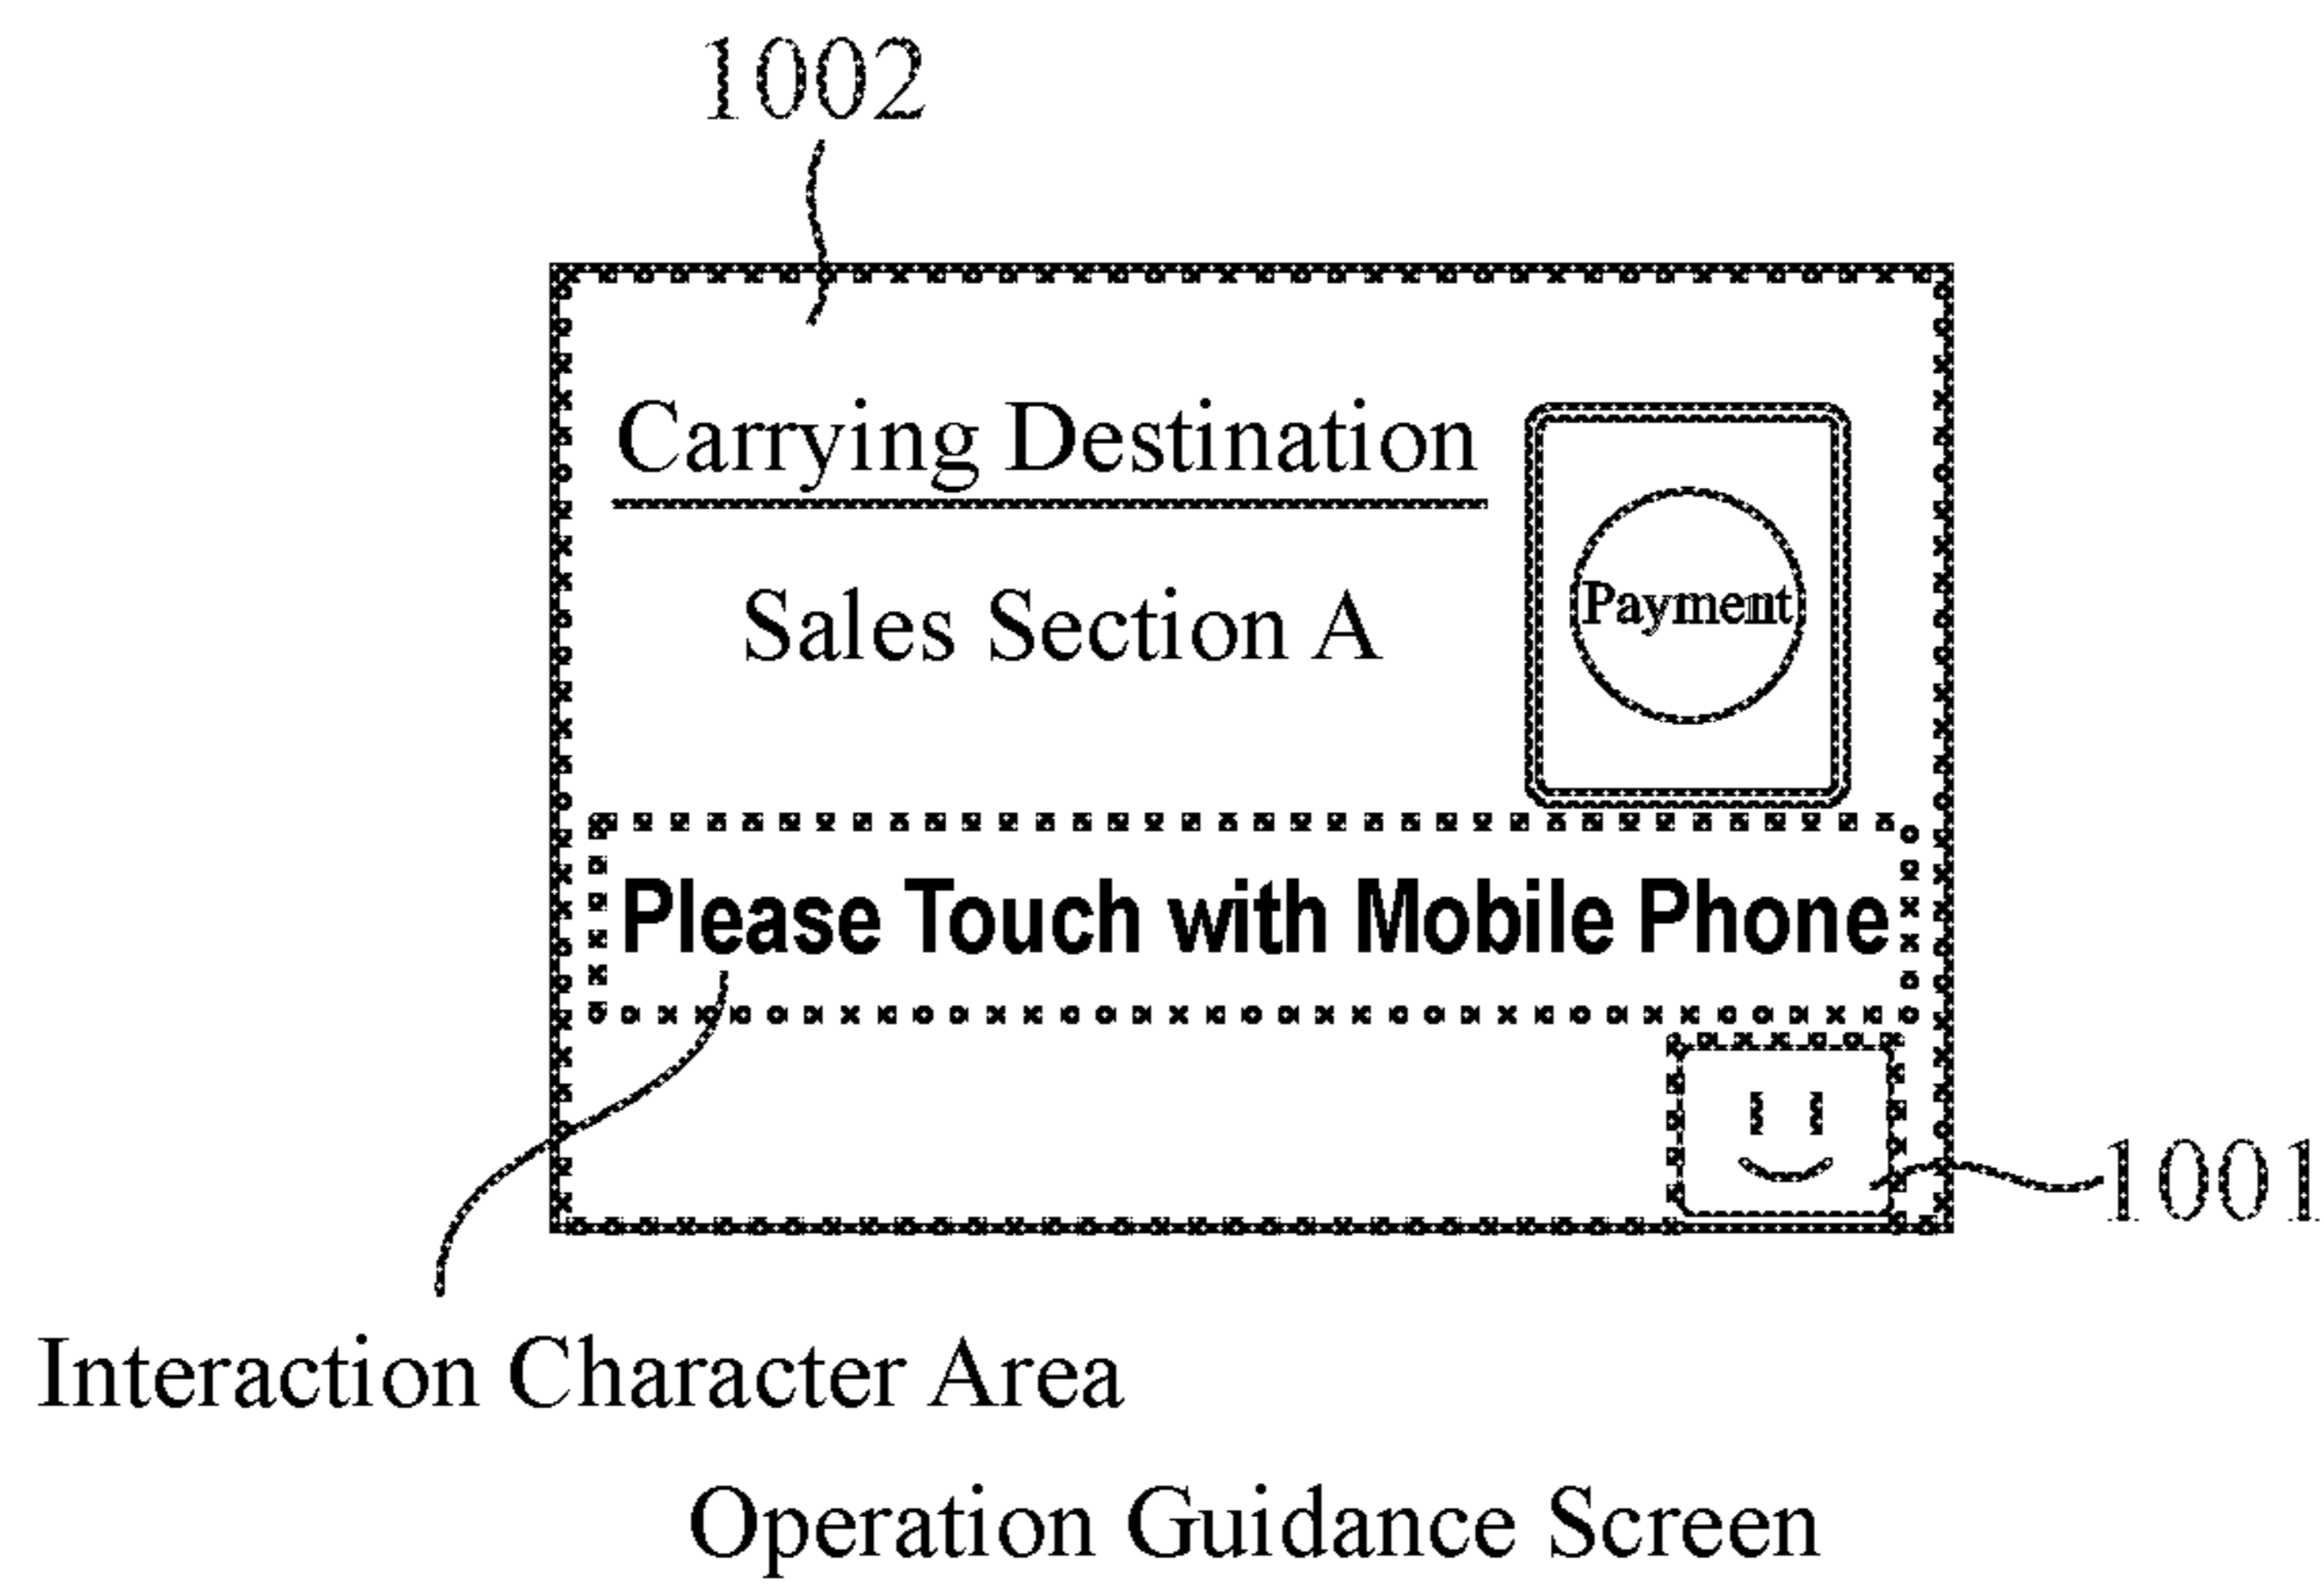 1002
Carrying Destination
Sales Section A
Payment
Please Touch with Mobile Phone
1001
Interaction Character Area
Operation Guidance Screen